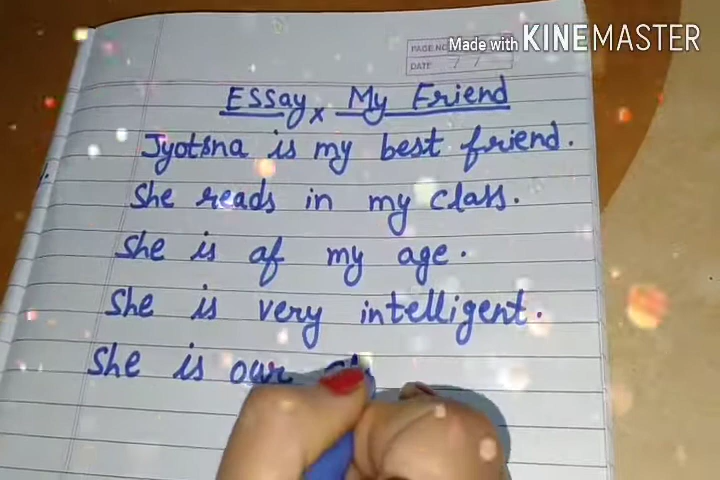 PAGE NO
DATE / /
Made with KINEMASTER
ESSay x My Friend
Jyotsna is my best friend.
She reads in my class.
She is of my age.
She is very intelligent.
She is our